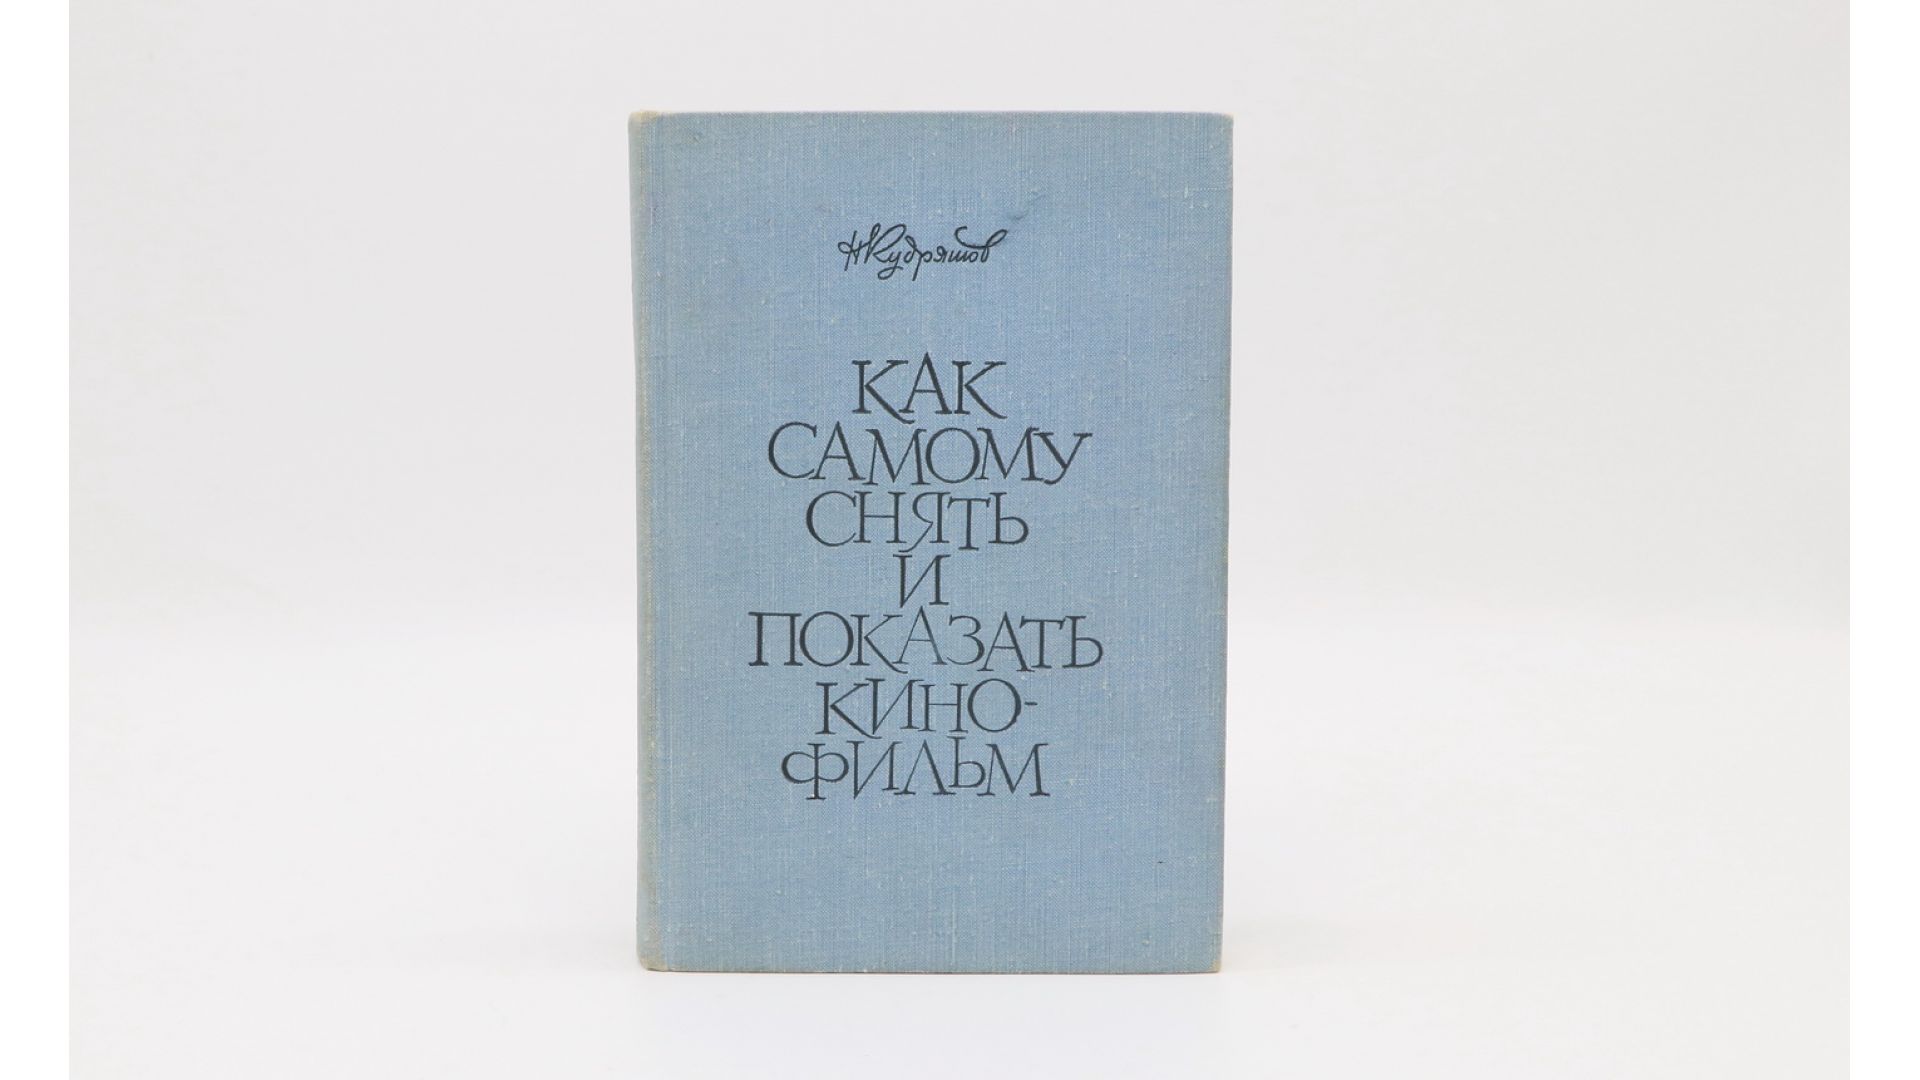 Н Кудряшов
КАК
САМОМУ
СНЯТЬ
И
ПОКАЗАТЬ
КИНО-
ФИЛЬМ